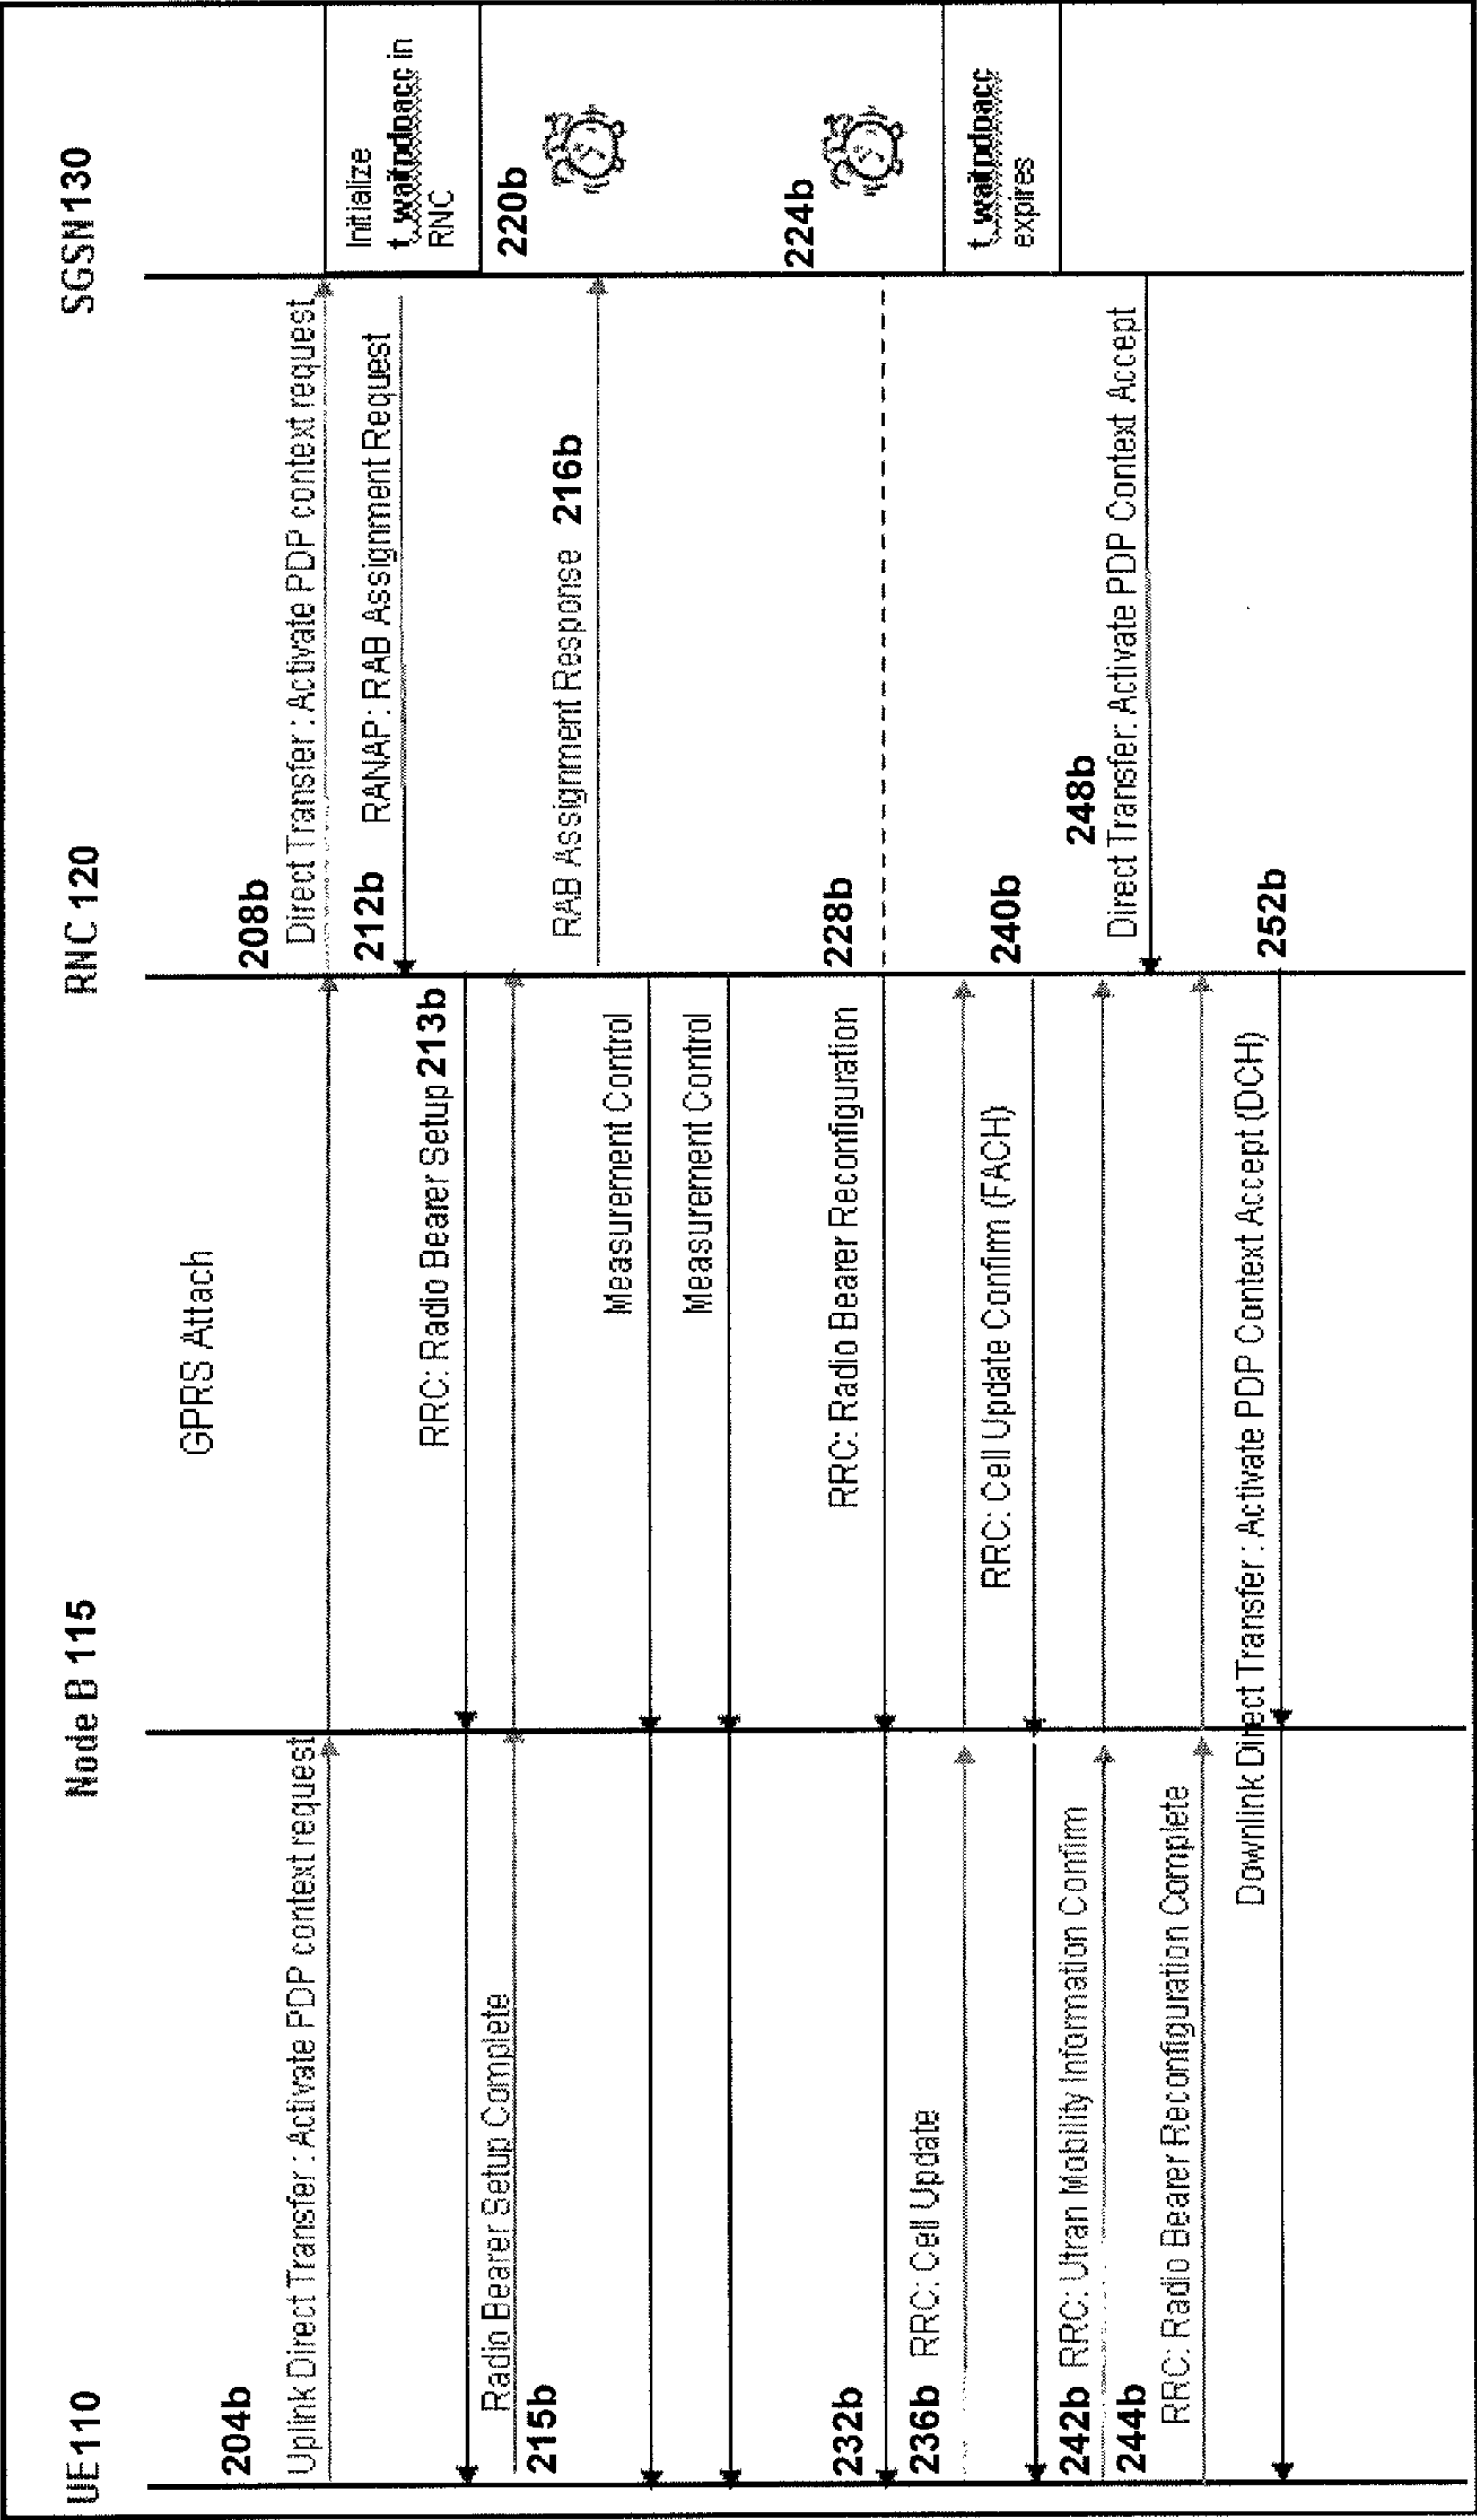 UE110
Node B 115
RNC 120
SGSN130
GPRS Attach
204b
208b
Uplink Direct Transfer : Activate PDP context request
Direct Transfer : Activate PDP context request
Initialize
t_waitpdpacc in
RNC
212b
RANAP: RAB Assignment Request
RRC: Radio Bearer Setup 213b
Radio Bearer Setup Complete
215b
220b
RAB Assignment Response 216b
Measurement Control
Measurement Control
224b
228b
RRC: Radio Bearer Reconfiguration
232b
236b RRC: Cell Update
t_waitpdpacc
expires
240b
RRC: Cell Update Confirm (FACH)
242b RRC: Utran Mobility Information Confirm
248b
Direct Transfer: Activate PDP Context Accept
244b
RRC: Radio Bearer Reconfiguration Complete
Downlink Direct Transfer : Activate PDP Context Accept (DCH)
252b